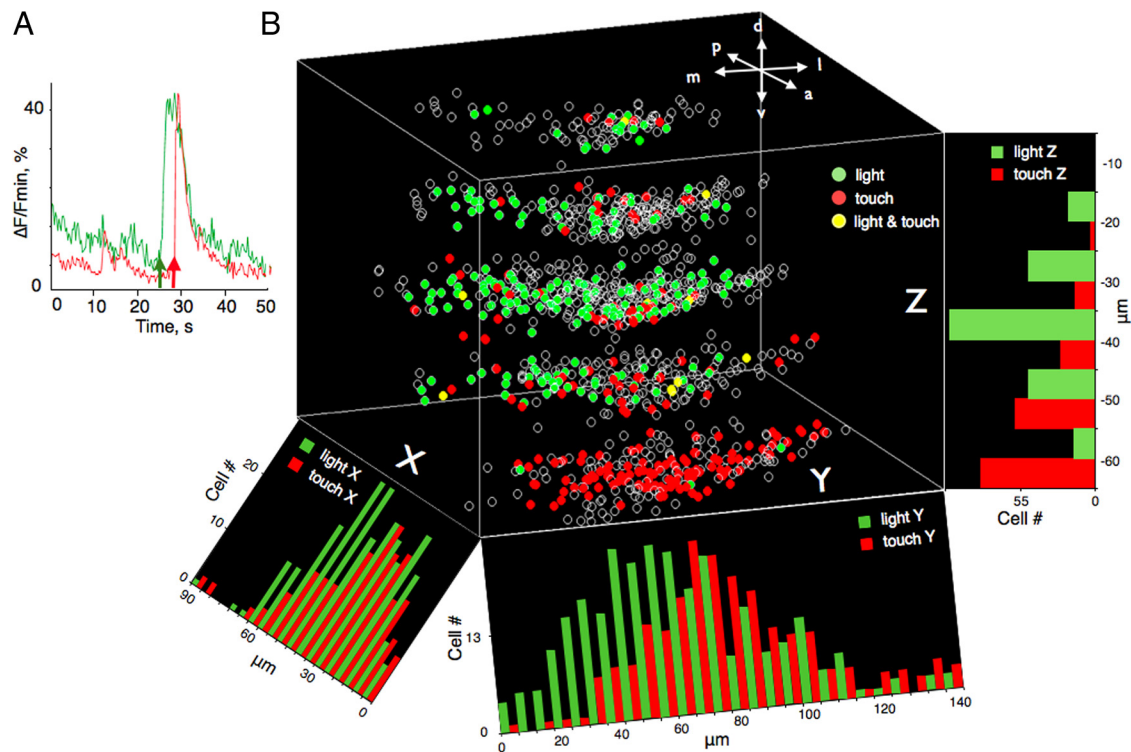 A
B
ΔF/Fmin, %
40
0
0 10 20 30 40 50
Time, s
d
p
l
m
a
v
light
touch
light & touch
Z
X
Y
light Z
touch Z
-10
-20
-30
-40
-50
-60
µm
55 0
Cell #
light X
touch X
Cell #
20
10
0
90
60
30
0
µm
light Y
touch Y
Cell #
13
0
0 20 40 60 80 100 120 140
µm